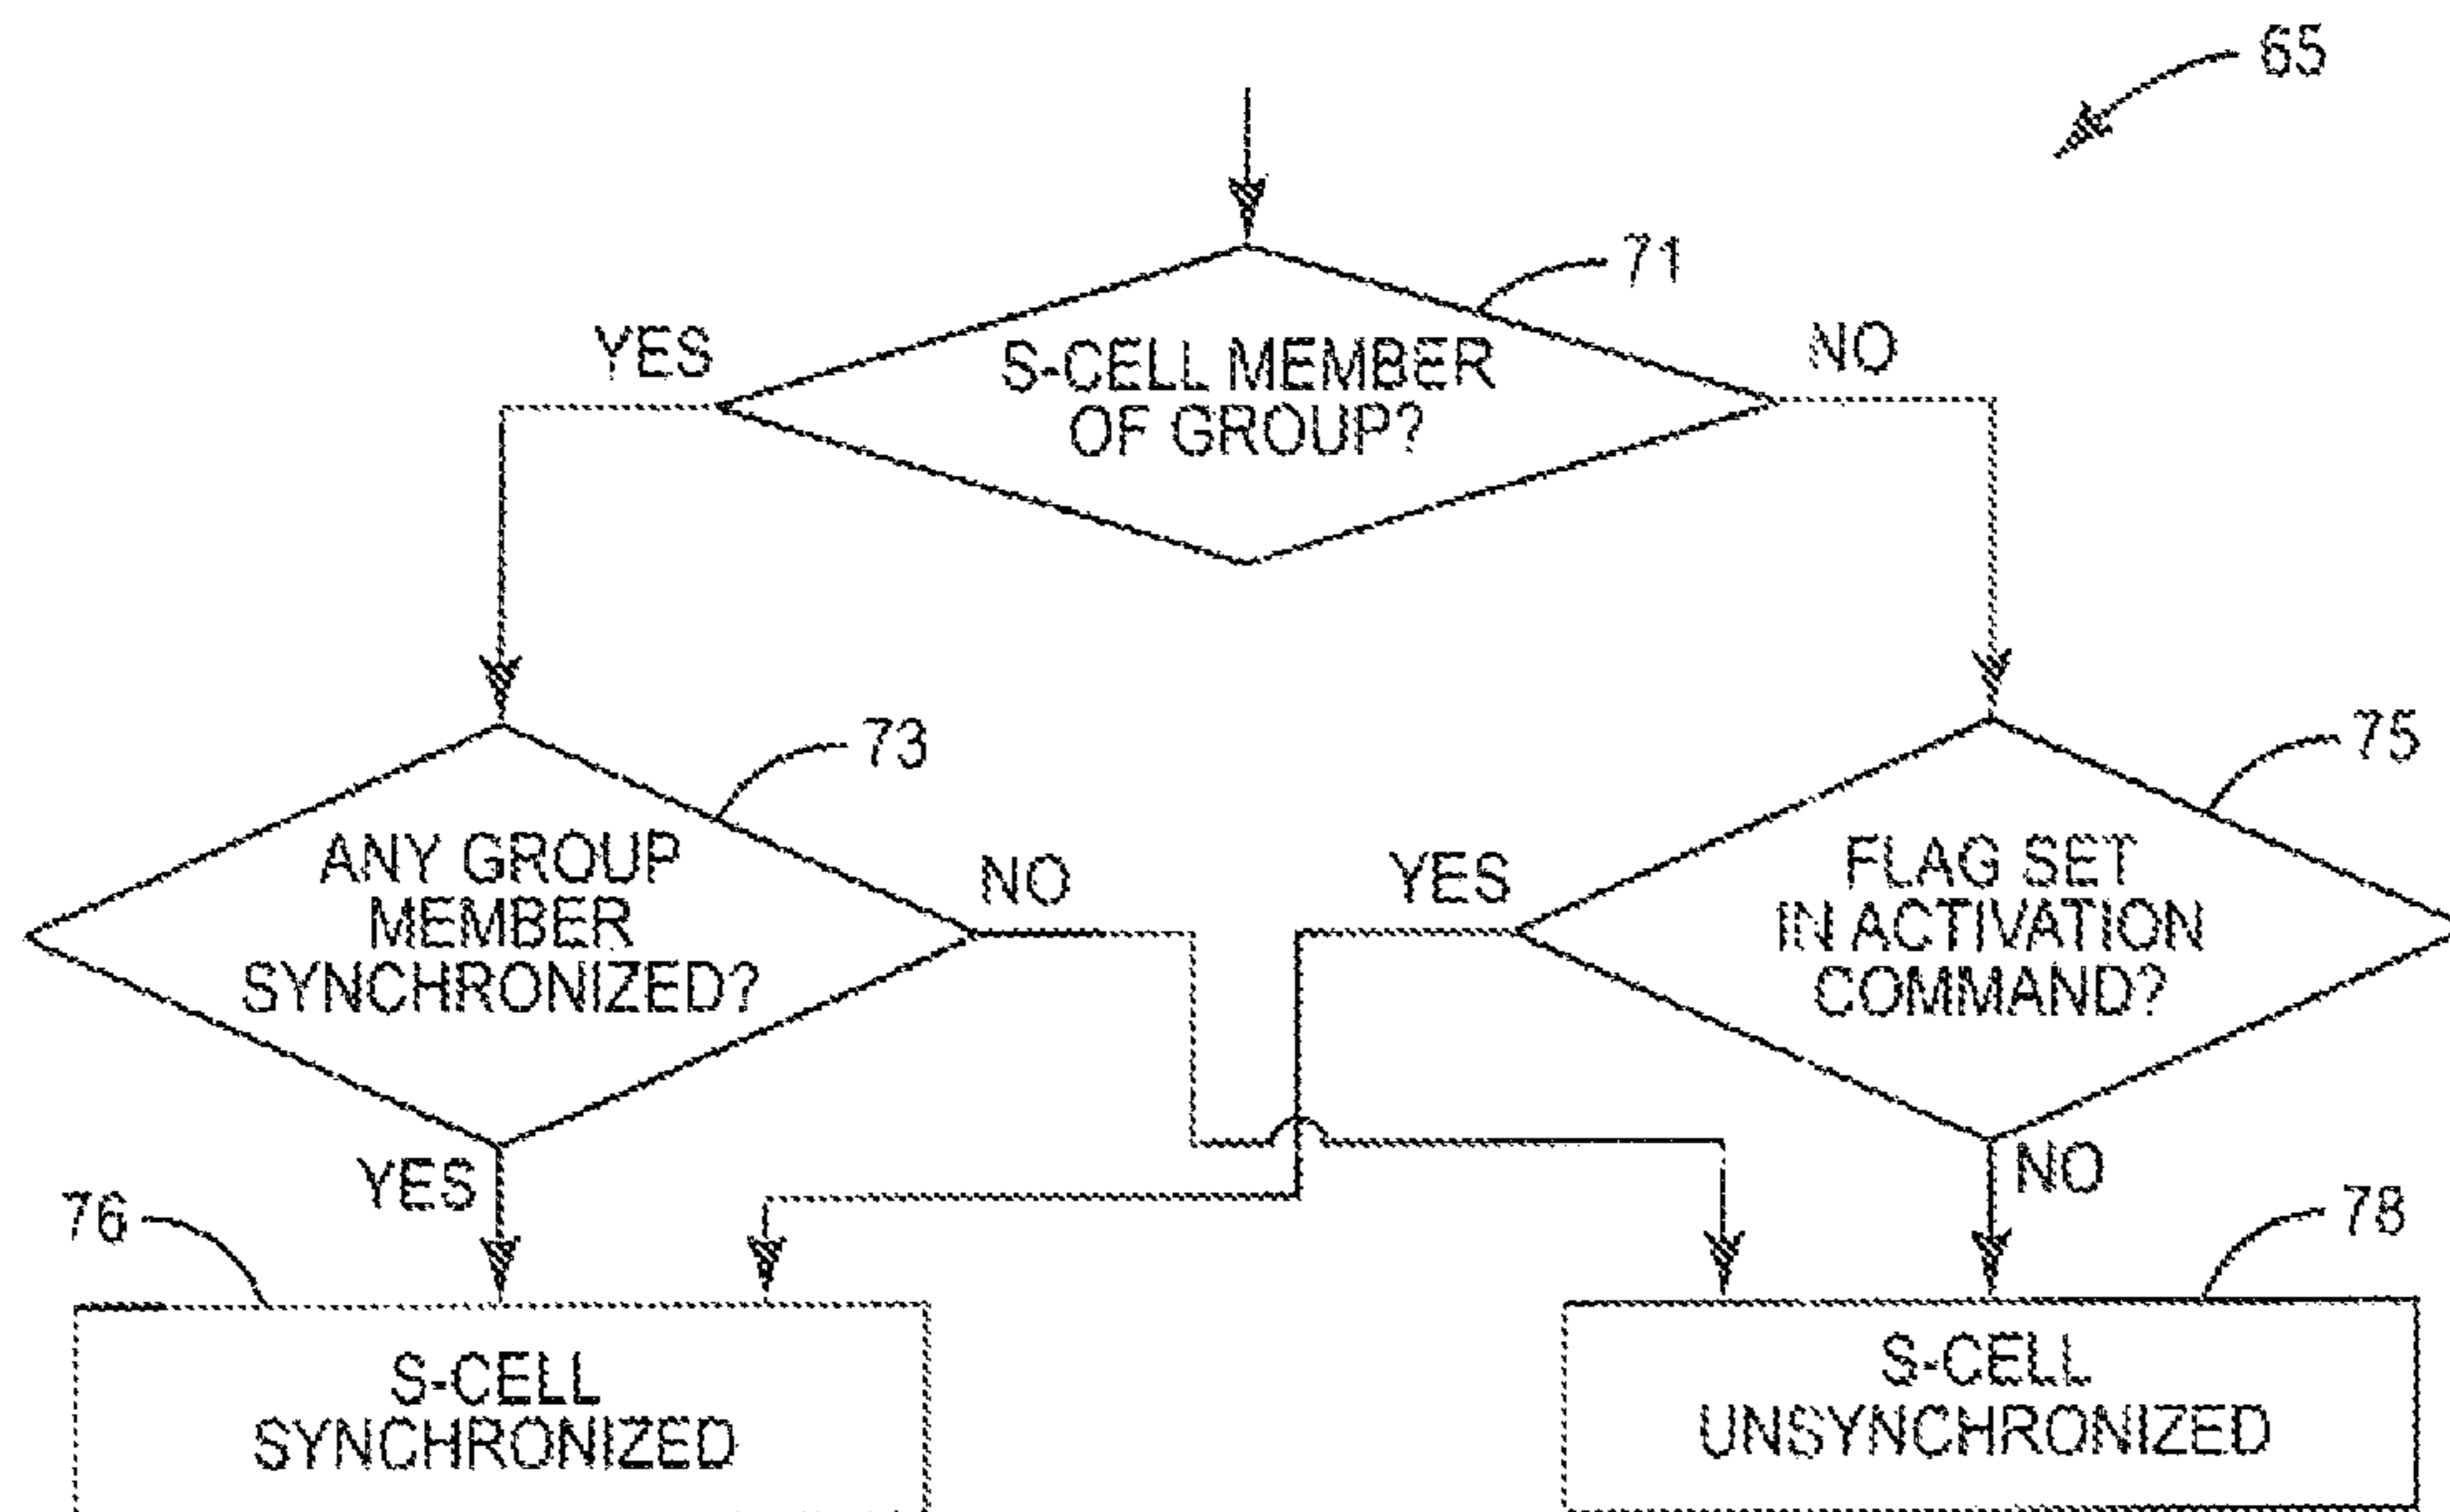 65
71
YES
NO
S-CELL MEMBER
OF GROUP?
73
75
ANY GROUP
MEMBER
SYNCHRONIZED?
NO
YES
FLAG SET
IN ACTIVATION
COMMAND?
YES
NO
76
78
S-CELL
SYNCHRONIZED
S-CELL
UNSYNCHRONIZED